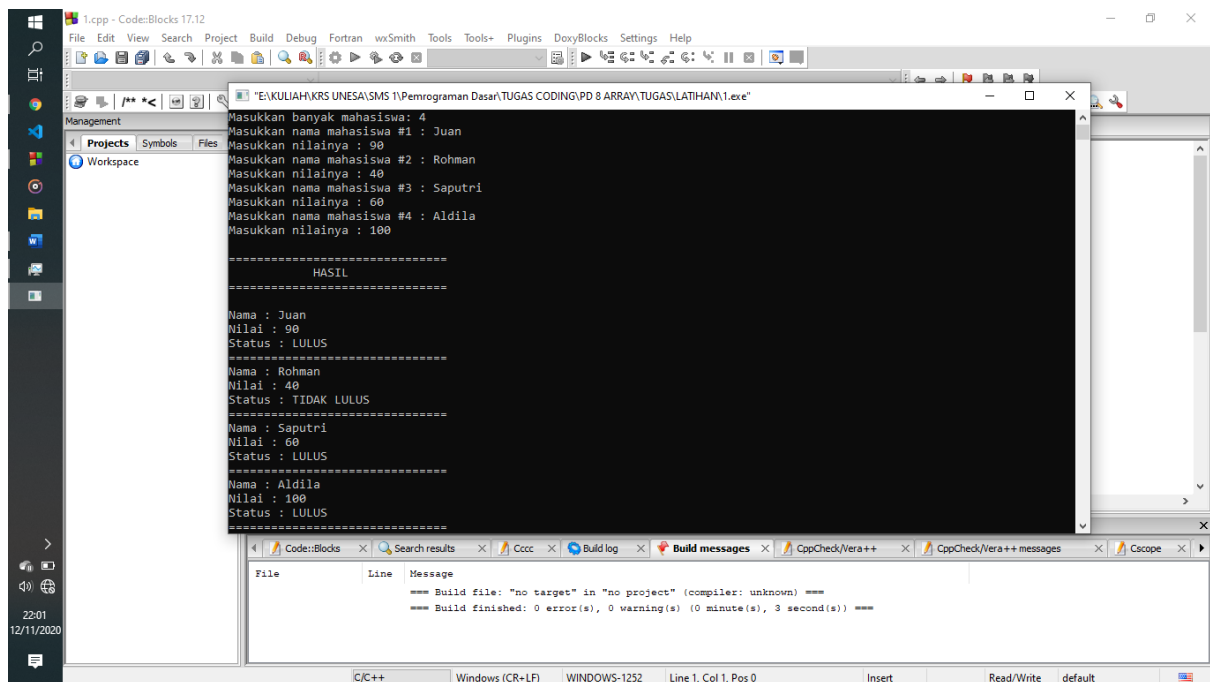 1.cpp - Code::Blocks 17.12
File Edit View Search Project Build Debug Fortran wxSmith Tools Tools+ Plugins DoxyBlocks Settings Help
/** *<
Management
Projects Symbols Files
Workspace
"E:\KULIAH\KRS UNESA\SMS 1\Pemrograman Dasar\TUGAS CODING\PD 8 ARRAY\TUGAS\LATIHAN\1.exe"
Masukkan banyak mahasiswa: 4
Masukkan nama mahasiswa #1 : Juan
Masukkan nilainya : 90
Masukkan nama mahasiswa #2 : Rohman
Masukkan nilainya : 40
Masukkan nama mahasiswa #3 : Saputri
Masukkan nilainya : 60
Masukkan nama mahasiswa #4 : Aldila
Masukkan nilainya : 100
===============================
HASIL
===============================
Nama : Juan
Nilai : 90
Status : LULUS
===============================
Nama : Rohman
Nilai : 40
Status : TIDAK LULUS
===============================
Nama : Saputri
Nilai : 60
Status : LULUS
===============================
Nama : Aldila
Nilai : 100
Status : LULUS
===============================
Code::Blocks Search results Cccc Build log Build messages CppCheck/Vera++ CppCheck/Vera++ messages Cscope
File Line Message
=== Build file: "no target" in "no project" (compiler: unknown) ===
=== Build finished: 0 error(s), 0 warning(s) (0 minute(s), 3 second(s)) ===
22:01
12/11/2020
C/C++ Windows (CR+LF) WINDOWS-1252 Line 1, Col 1, Pos 0 Insert Read/Write default